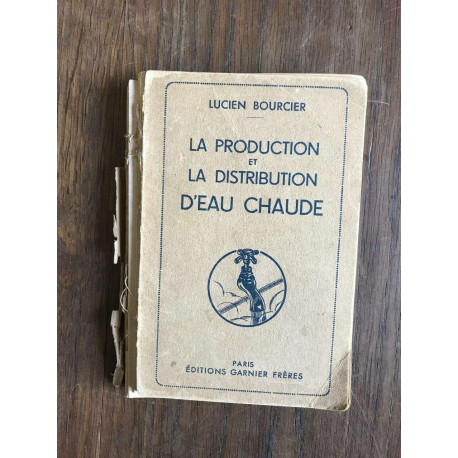 LUCIEN BOURCIER
LA PRODUCTION
ET
LA DISTRIBUTION
D'EAU CHAUDE
PARIS
ÉDITIONS GARNIER FRÈRES